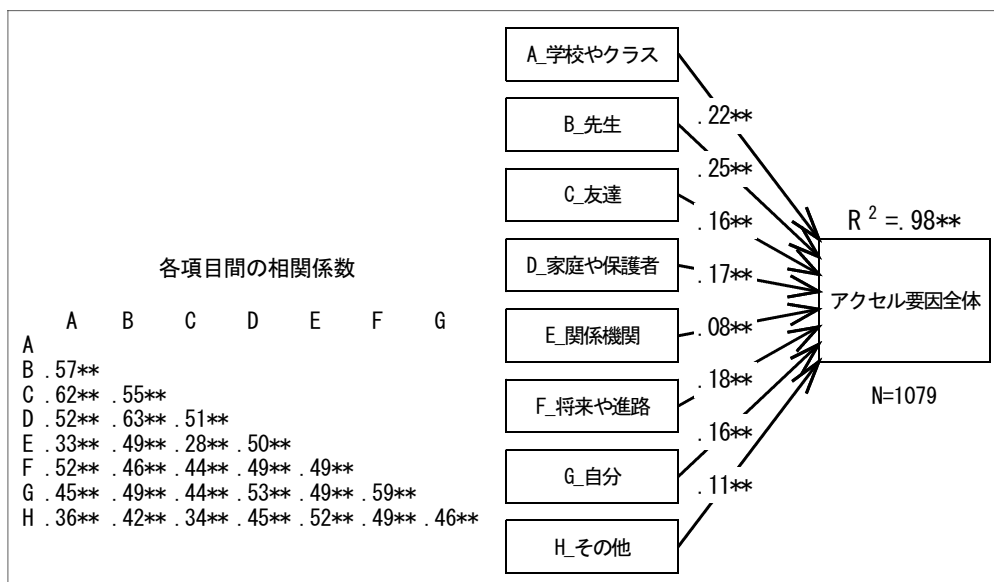 各項目間の相関係数
A B C D E F G
A
B .57**
C .62** .55**
D .52** .63** .51**
E .33** .49** .28** .50**
F .52** .46** .44** .49** .49**
G .45** .49** .44** .53** .49** .59**
H .36** .42** .34** .45** .52** .49** .46**
A_学校やクラス
B_先生
C_友達
D_家庭や保護者
E_関係機関
F_将来や進路
G_自分
H_その他
.22**
.25**
.16**
.17**
.08**
.18**
.16**
.11**
R²=.98**
アクセル要因全体
N=1079